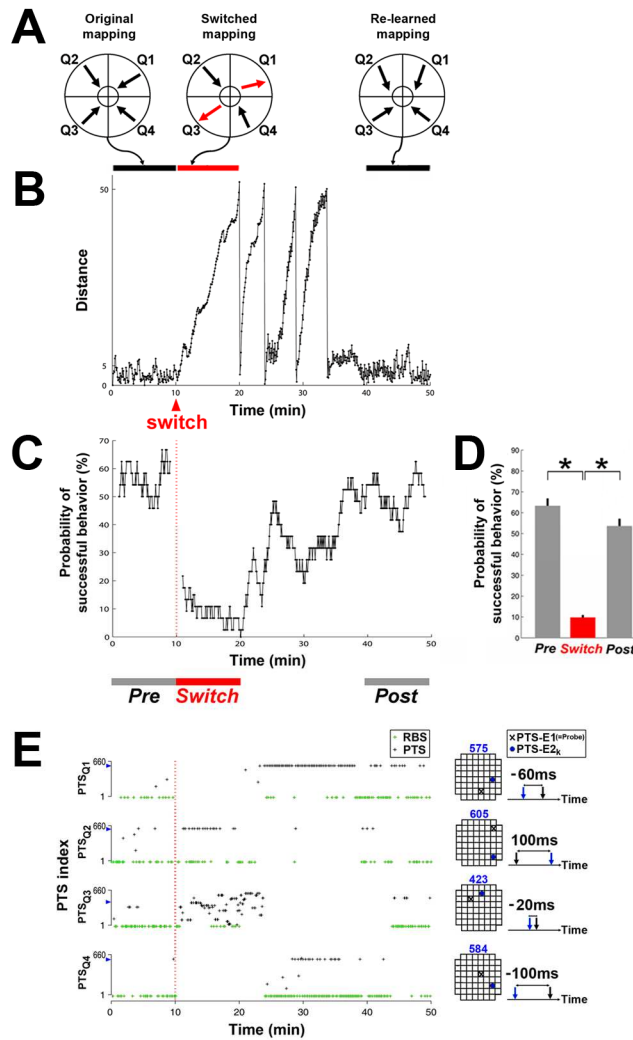 A
Original mapping
Switched mapping
Re-learned mapping
Q2 Q1 Q3 Q4
Q2 Q1 Q3 Q4
Q2 Q1 Q3 Q4
B
Distance
50
5
0
0 10 20 30 40 50
Time (min)
switch
C
Probability of successful behavior (%)
70
60
50
40
30
20
10
0
0 10 20 30 40 50
Time (min)
Pre Switch Post
D
Probability of successful behavior (%)
90
80
70
60
50
40
30
20
10
0
* *
Pre Switch Post
E
RBS
PTS
PTS-E1(=Probe)
PTS-E2k
PTS index
660
PTSQ1
1
575
-60ms
Time
660
PTSQ2
1
605
100ms
Time
660
PTSQ3
1
423
-20ms
Time
660
PTSQ4
1
584
-100ms
Time
0 10 20 30 40 50
Time (min)